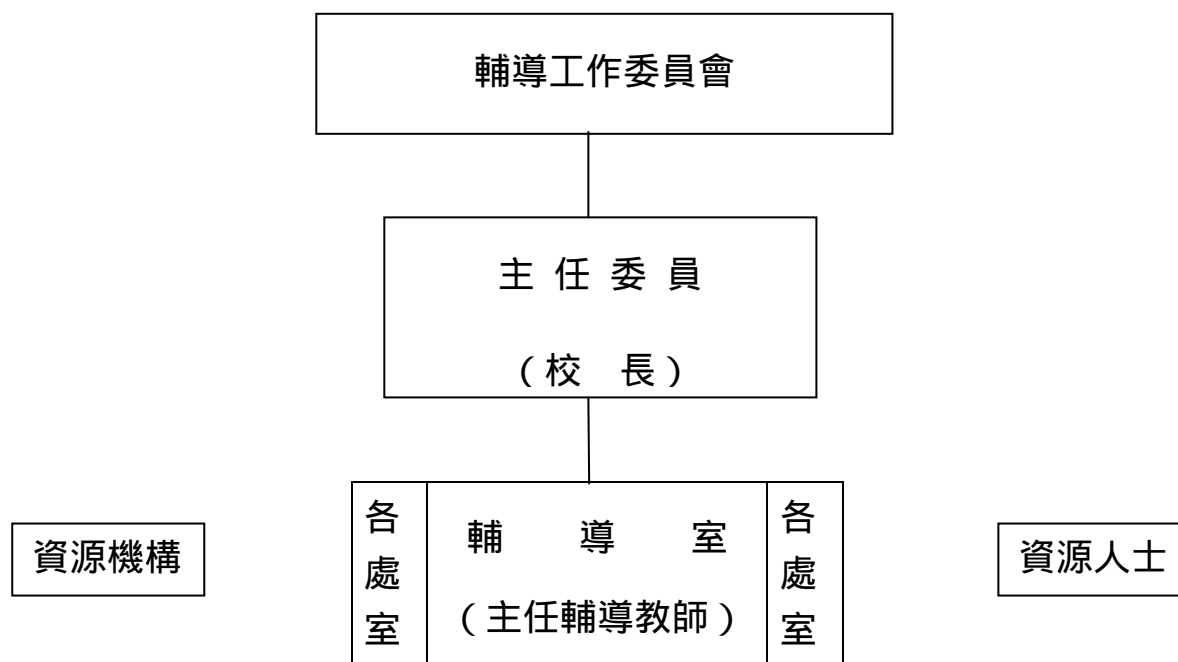 輔導工作委員會
主 任 委 員
（校　長）
資源機構
各處室
輔　導　室
（主任輔導教師）
各處室
資源人士